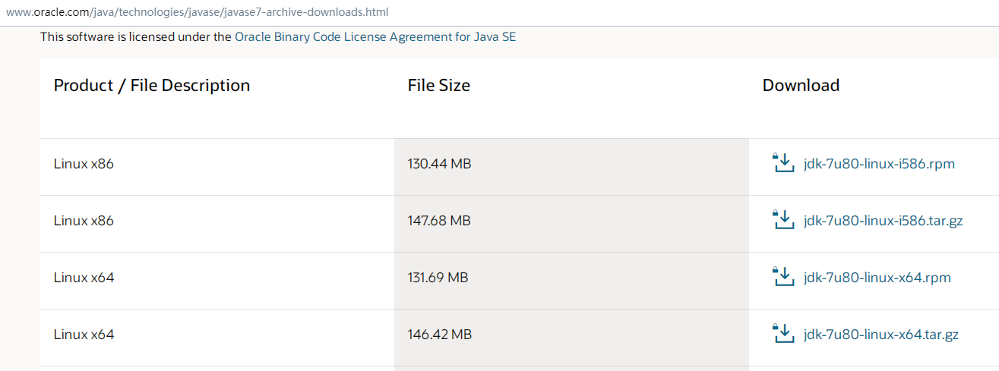 www.oracle.com/java/technologies/javase/javase7-archive-downloads.html
This software is licensed under the Oracle Binary Code License Agreement for Java SE
Product / File Description File Size Download
Linux x86 130.44 MB jdk-7u80-linux-i586.rpm
Linux x86 147.68 MB jdk-7u80-linux-i586.tar.gz
Linux x64 131.69 MB jdk-7u80-linux-x64.rpm
Linux x64 146.42 MB jdk-7u80-linux-x64.tar.gz